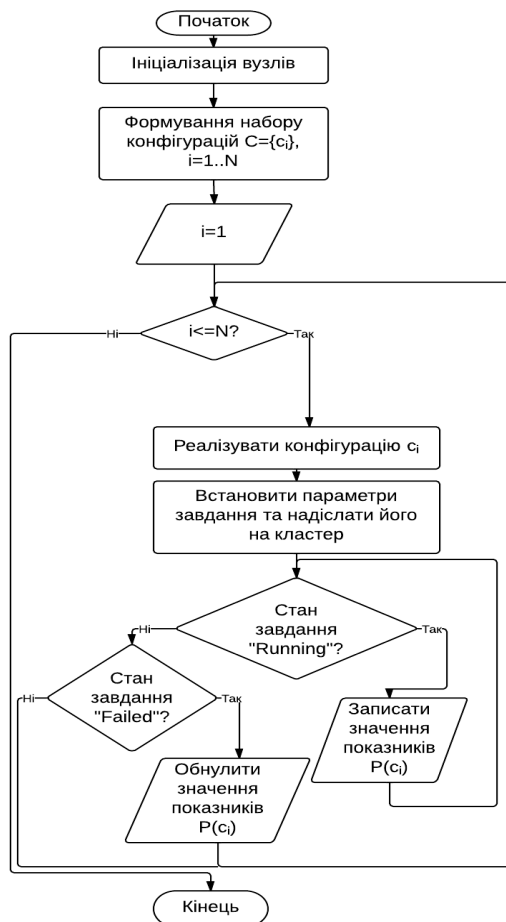 Початок
Ініціалізація вузлів
Формування набору
конфігурацій C={cᵢ},
i=1..N
i=1
i<=N?
Ні
Так
Реалізувати конфігурацію cᵢ
Встановити параметри
завдання та надіслати його
на кластер
Стан
завдання
"Running"?
Ні
Так
Стан
завдання
"Failed"?
Ні
Так
Записати
значення
показників
P(cᵢ)
Обнулити
значення
показників
P(cᵢ)
Кінець